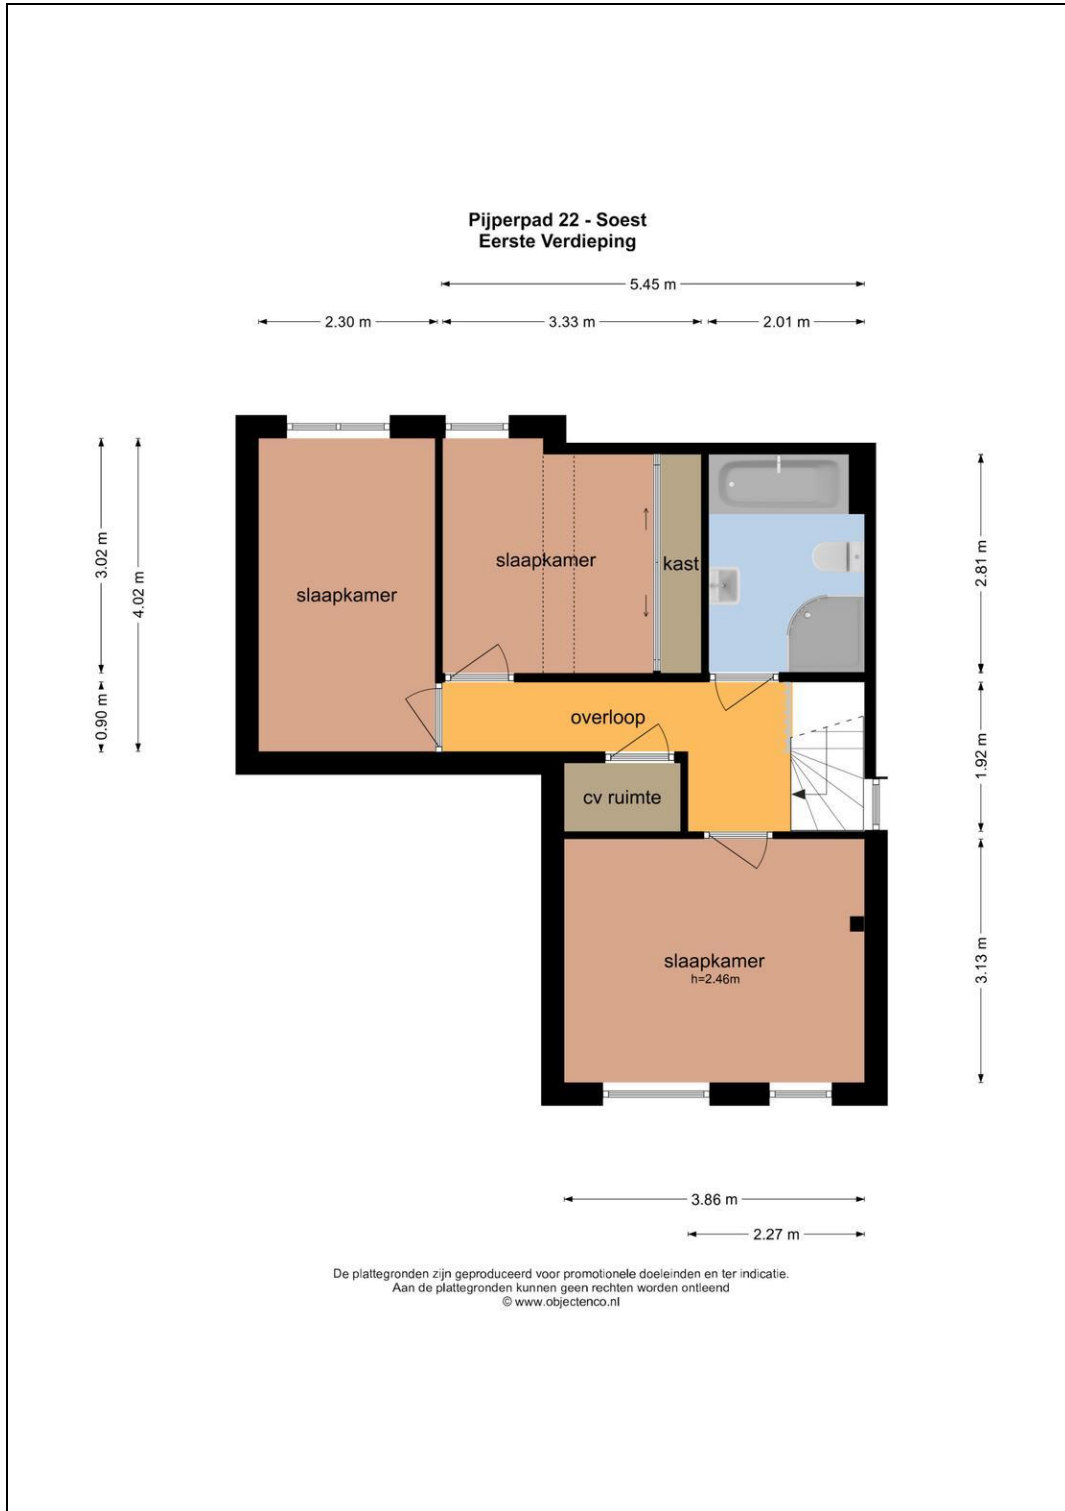 Pijperpad 22 - Soest
Eerste Verdieping
5.45 m
2.30 m
3.33 m
2.01 m
3.02 m
4.02 m
0.90 m
slaapkamer
slaapkamer
kast
2.81 m
overloop
1.92 m
cv ruimte
slaapkamer
h=2.46m
3.13 m
3.86 m
2.27 m
De plattegronden zijn geproduceerd voor promotionele doeleinden en ter indicatie.
Aan de plattegronden kunnen geen rechten worden ontleend
© www.objectenco.nl